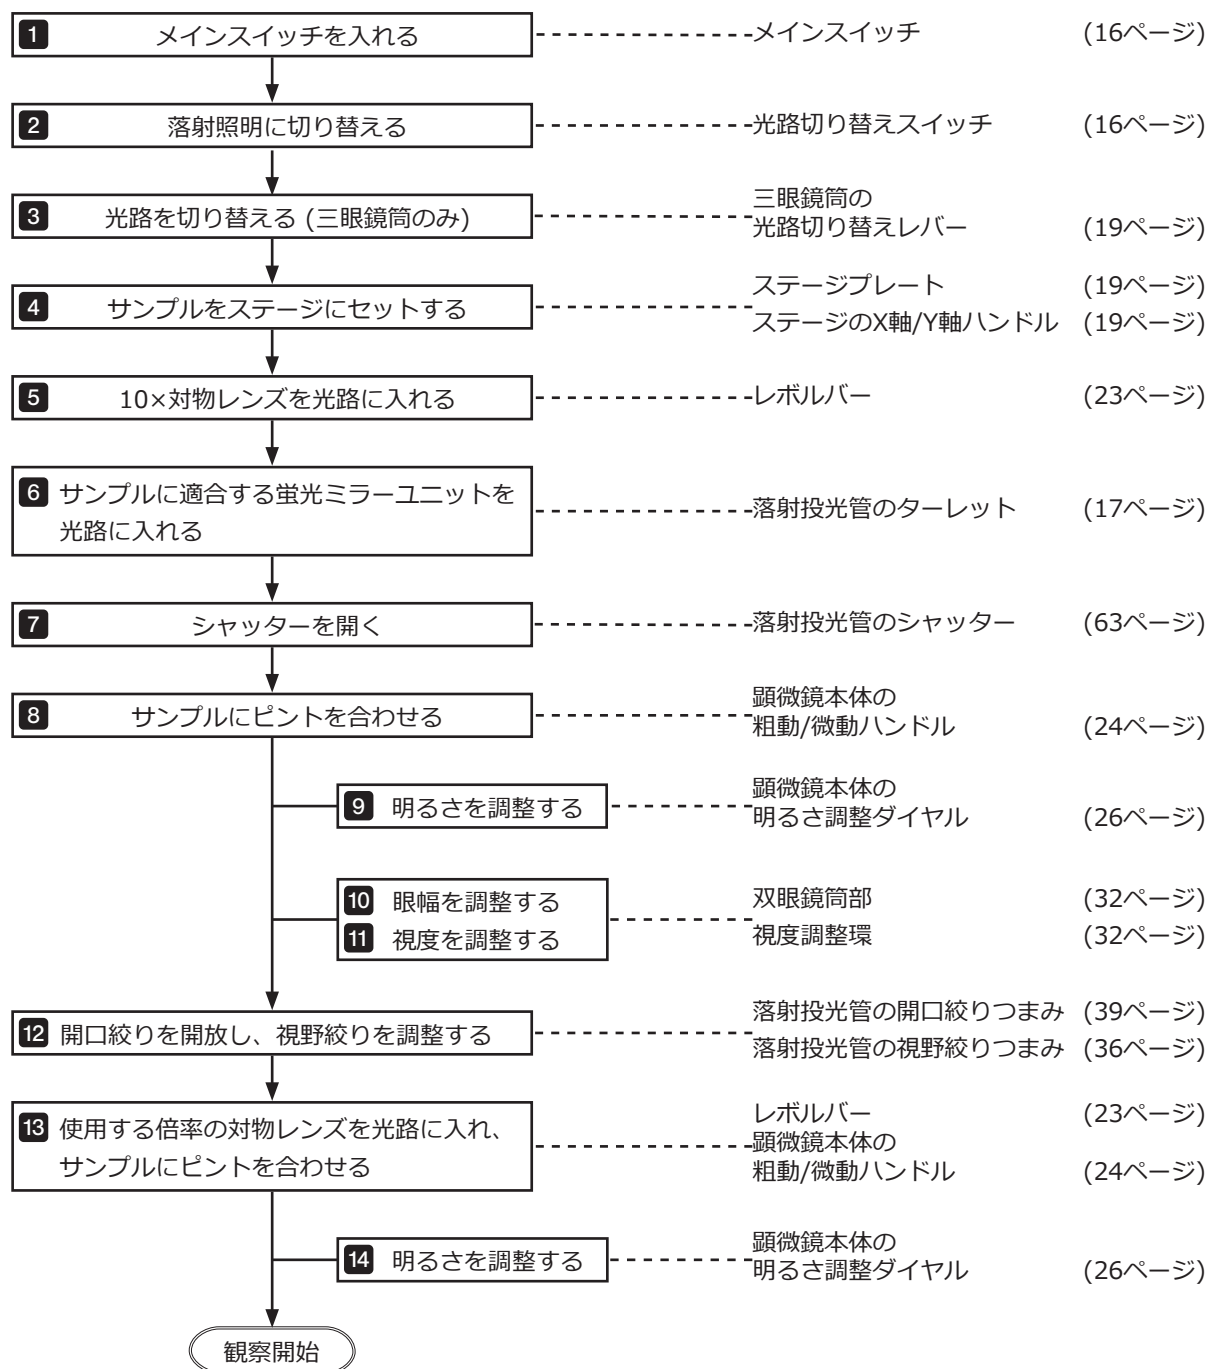 1 メインスイッチを入れる メインスイッチ (16ページ)
2 落射照明に切り替える 光路切り替えスイッチ (16ページ)
3 光路を切り替える (三眼鏡筒のみ) 三眼鏡筒の
光路切り替えレバー (19ページ)
4 サンプルをステージにセットする ステージプレート (19ページ)
ステージのX軸/Y軸ハンドル (19ページ)
5 10×対物レンズを光路に入れる レボルバー (23ページ)
6 サンプルに適合する蛍光ミラーユニットを
光路に入れる
落射投光管のターレット (17ページ)
7 シャッターを開く 落射投光管のシャッター (63ページ)
8 サンプルにピントを合わせる 顕微鏡本体の
粗動/微動ハンドル (24ページ)
9 明るさを調整する 顕微鏡本体の
明るさ調整ダイヤル (26ページ)
10 眼幅を調整する 双眼鏡筒部 (32ページ)
11 視度を調整する 視度調整環 (32ページ)
12 開口絞りを開放し、視野絞りを調整する 落射投光管の開口絞りつまみ (39ページ)
落射投光管の視野絞りつまみ (36ページ)
13 使用する倍率の対物レンズを光路に入れ、
サンプルにピントを合わせる
レボルバー (23ページ)
顕微鏡本体の
粗動/微動ハンドル (24ページ)
14 明るさを調整する 顕微鏡本体の
明るさ調整ダイヤル (26ページ)
観察開始